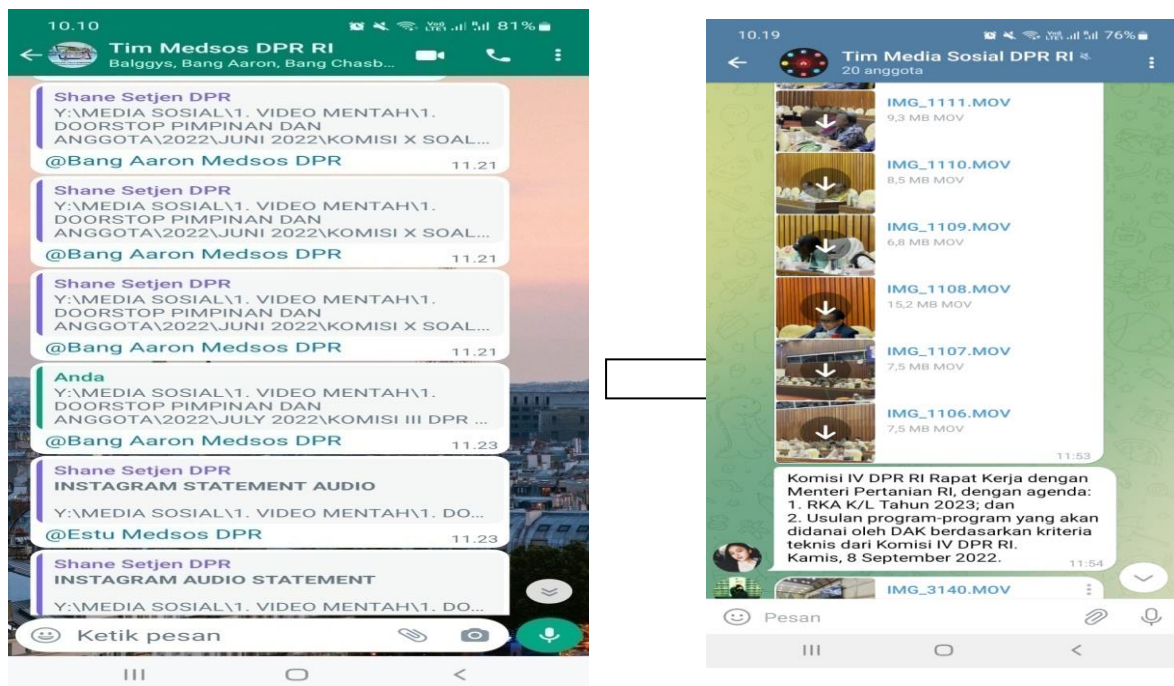 10.10
81%
Tim Medsos DPR RI
Balggys, Bang Aaron, Bang Chasb...
Shane Setjen DPR
Y:\MEDIA SOSIAL\1. VIDEO MENTAH\1.
DOORSTOP PIMPINAN DAN
ANGGOTA\2022\JUNI 2022\KOMISI X SOAL...
@Bang Aaron Medsos DPR
11.21
Shane Setjen DPR
Y:\MEDIA SOSIAL\1. VIDEO MENTAH\1.
DOORSTOP PIMPINAN DAN
ANGGOTA\2022\JUNI 2022\KOMISI X SOAL...
@Bang Aaron Medsos DPR
11.21
Shane Setjen DPR
Y:\MEDIA SOSIAL\1. VIDEO MENTAH\1.
DOORSTOP PIMPINAN DAN
ANGGOTA\2022\JUNI 2022\KOMISI X SOAL...
@Bang Aaron Medsos DPR
11.21
Anda
Y:\MEDIA SOSIAL\1. VIDEO MENTAH\1.
DOORSTOP PIMPINAN DAN
ANGGOTA\2022\JULY 2022\KOMISI III DPR ...
@Bang Aaron Medsos DPR
11.23
Shane Setjen DPR
INSTAGRAM STATEMENT AUDIO
Y:\MEDIA SOSIAL\1. VIDEO MENTAH\1. DO...
@Estu Medsos DPR
11.23
Shane Setjen DPR
INSTAGRAM AUDIO STATEMENT
Y:\MEDIA SOSIAL\1. VIDEO MENTAH\1. DO...
Ketik pesan
10.19
76%
Tim Media Sosial DPR RI
20 anggota
IMG_1111.MOV
9,3 MB MOV
IMG_1110.MOV
8,5 MB MOV
IMG_1109.MOV
6,8 MB MOV
IMG_1108.MOV
15,2 MB MOV
IMG_1107.MOV
7,5 MB MOV
IMG_1106.MOV
7,5 MB MOV
11:53
Komisi IV DPR RI Rapat Kerja dengan
Menteri Pertanian RI, dengan agenda:
1. RKA K/L Tahun 2023; dan
2. Usulan program-program yang akan
didanai oleh DAK berdasarkan kriteria
teknis dari Komisi IV DPR RI.
Kamis, 8 September 2022.
11:54
IMG_3140.MOV
Pesan